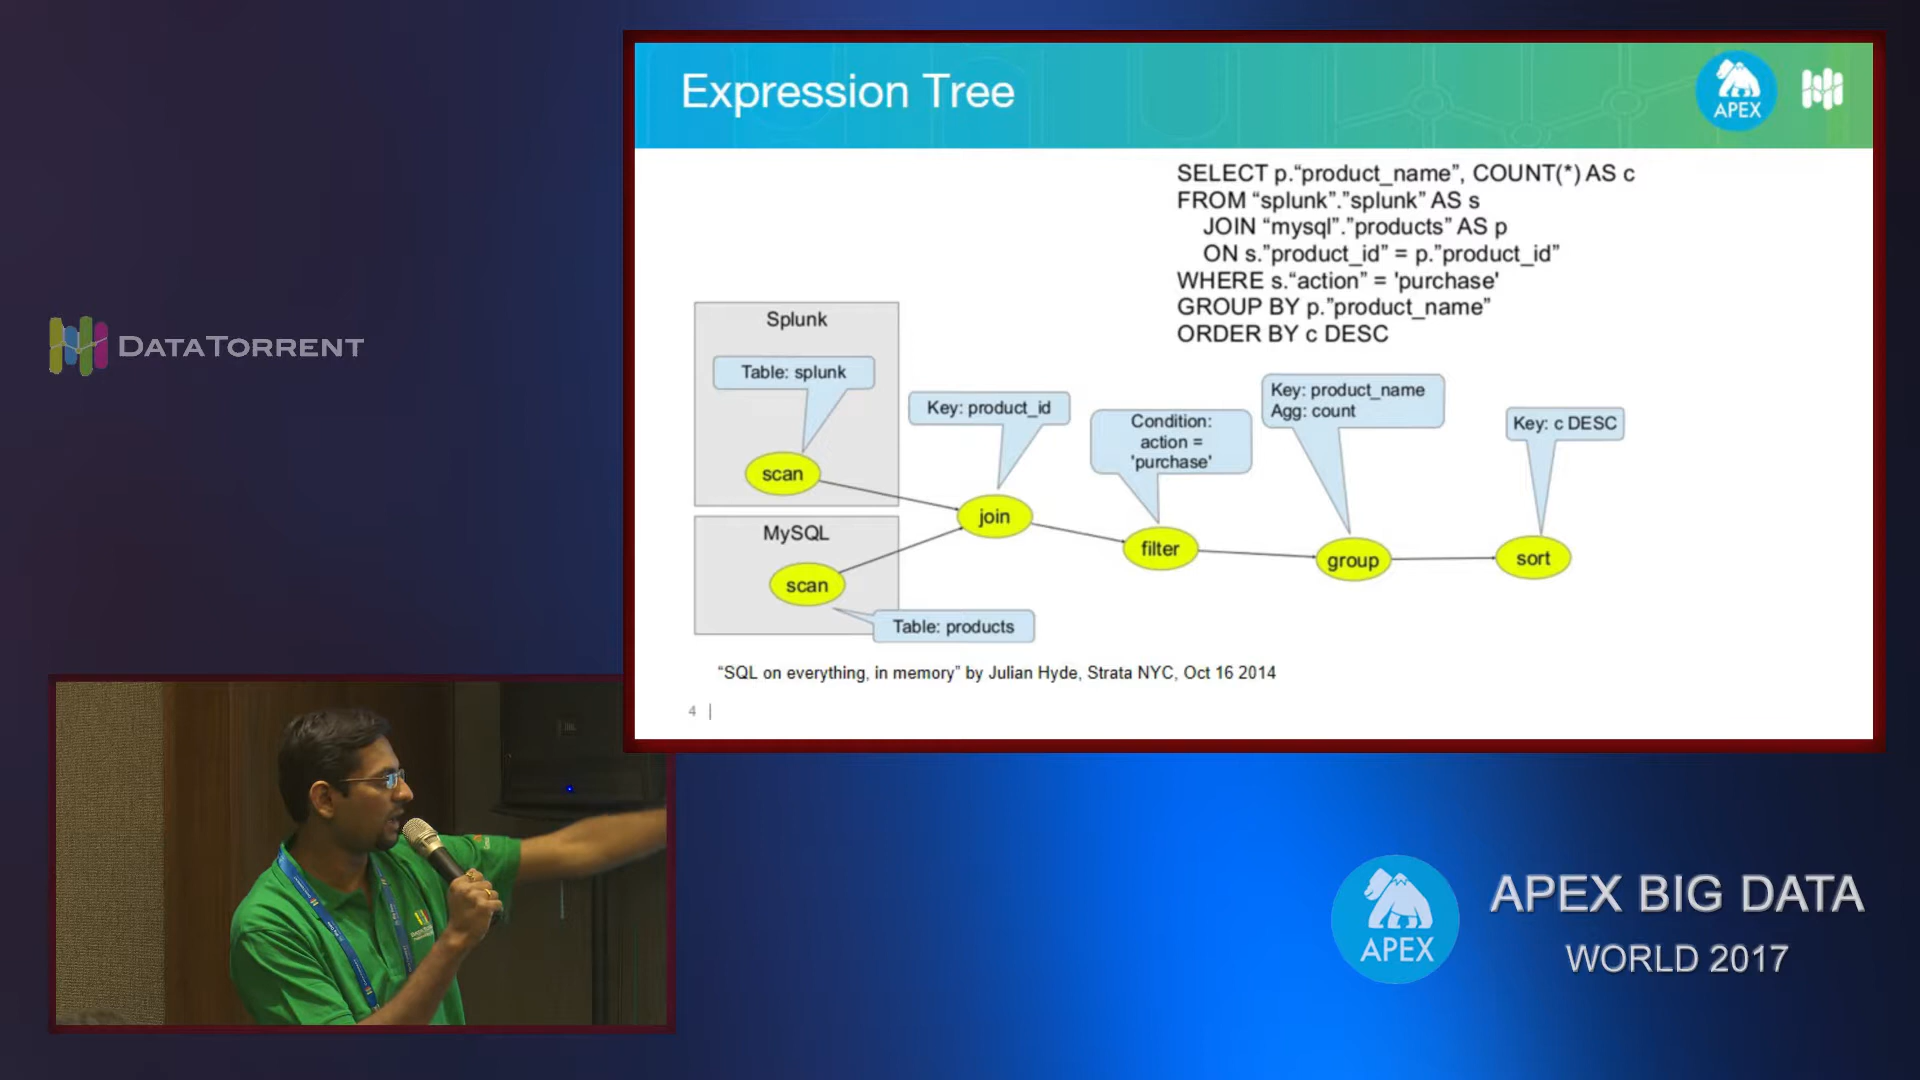 Expression Tree
APEX
SELECT p.“product_name”, COUNT(*) AS c
FROM “splunk”.”splunk” AS s
JOIN “mysql”.”products” AS p
ON s.”product_id” = p.”product_id”
WHERE s.“action” = 'purchase'
GROUP BY p.”product_name”
ORDER BY c DESC
Splunk
Table: splunk
scan
MySQL
scan
Table: products
Key: product_id
join
Condition:
action =
'purchase'
filter
Key: product_name
Agg: count
group
Key: c DESC
sort
“SQL on everything, in memory” by Julian Hyde, Strata NYC, Oct 16 2014
4 |
DATATORRENT
APEX
APEX BIG DATA
WORLD 2017